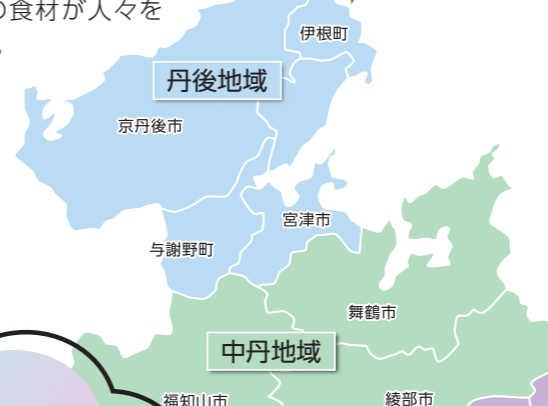 の食材が人々を
伊根町
丹後地域
京丹後市
宮津市
与謝野町
舞鶴市
中丹地域
福知山市
綾部市